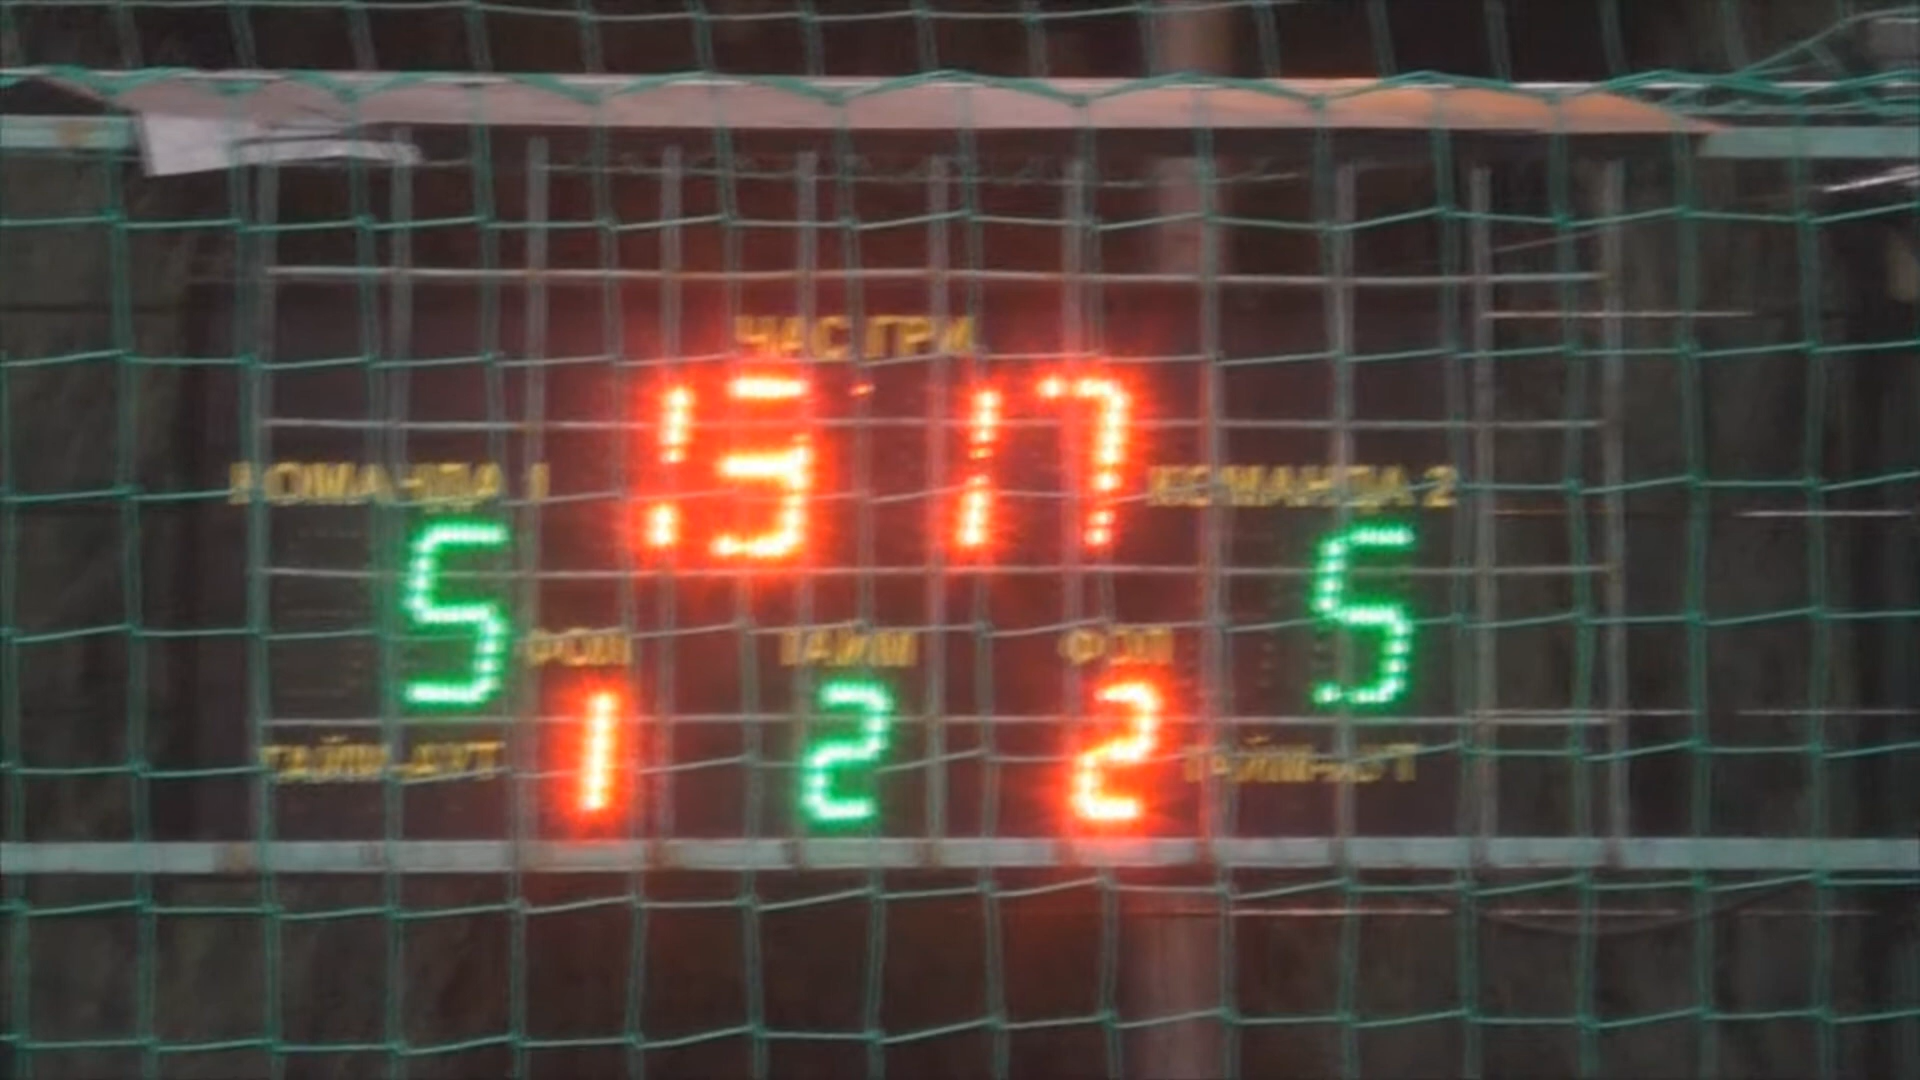 ЧАС ГРИ
15 17
КОМАНДА 1 КОМАНДА 2
5 5
ФОЛ ТАЙМ ФОЛ
1 2 2
ТАЙМ-АУТ ТАЙМ-АУТ